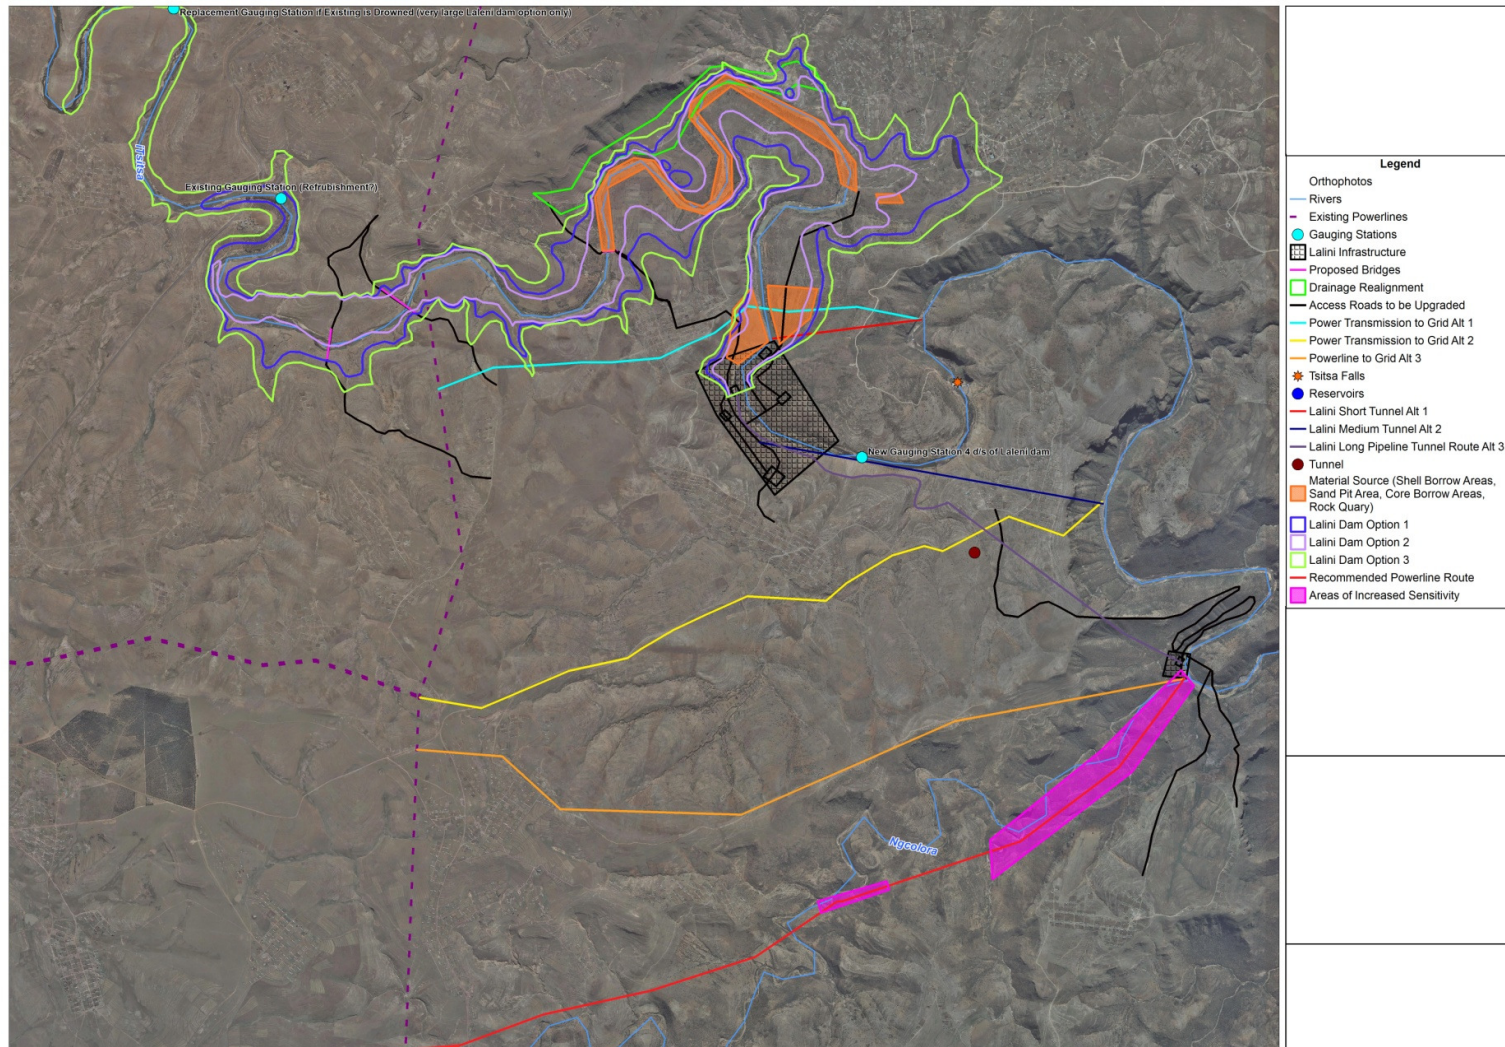 Replacement Gauging Station if Existing is Drowned (very large Laleni dam option only)
iTsitsa
Existing Gauging Station (Refrubishment?)
New Gauging Station 4 d/s of Laleni dam
Ngcolora
Legend
Orthophotos
Rivers
Existing Powerlines
Gauging Stations
Lalini Infrastructure
Proposed Bridges
Drainage Realignment
Access Roads to be Upgraded
Power Transmission to Grid Alt 1
Power Transmission to Grid Alt 2
Powerline to Grid Alt 3
Tsitsa Falls
Reservoirs
Lalini Short Tunnel Alt 1
Lalini Medium Tunnel Alt 2
Lalini Long Pipeline Tunnel Route Alt 3
Tunnel
Material Source (Shell Borrow Areas,
Sand Pit Area, Core Borrow Areas,
Rock Quary)
Lalini Dam Option 1
Lalini Dam Option 2
Lalini Dam Option 3
Recommended Powerline Route
Areas of Increased Sensitivity